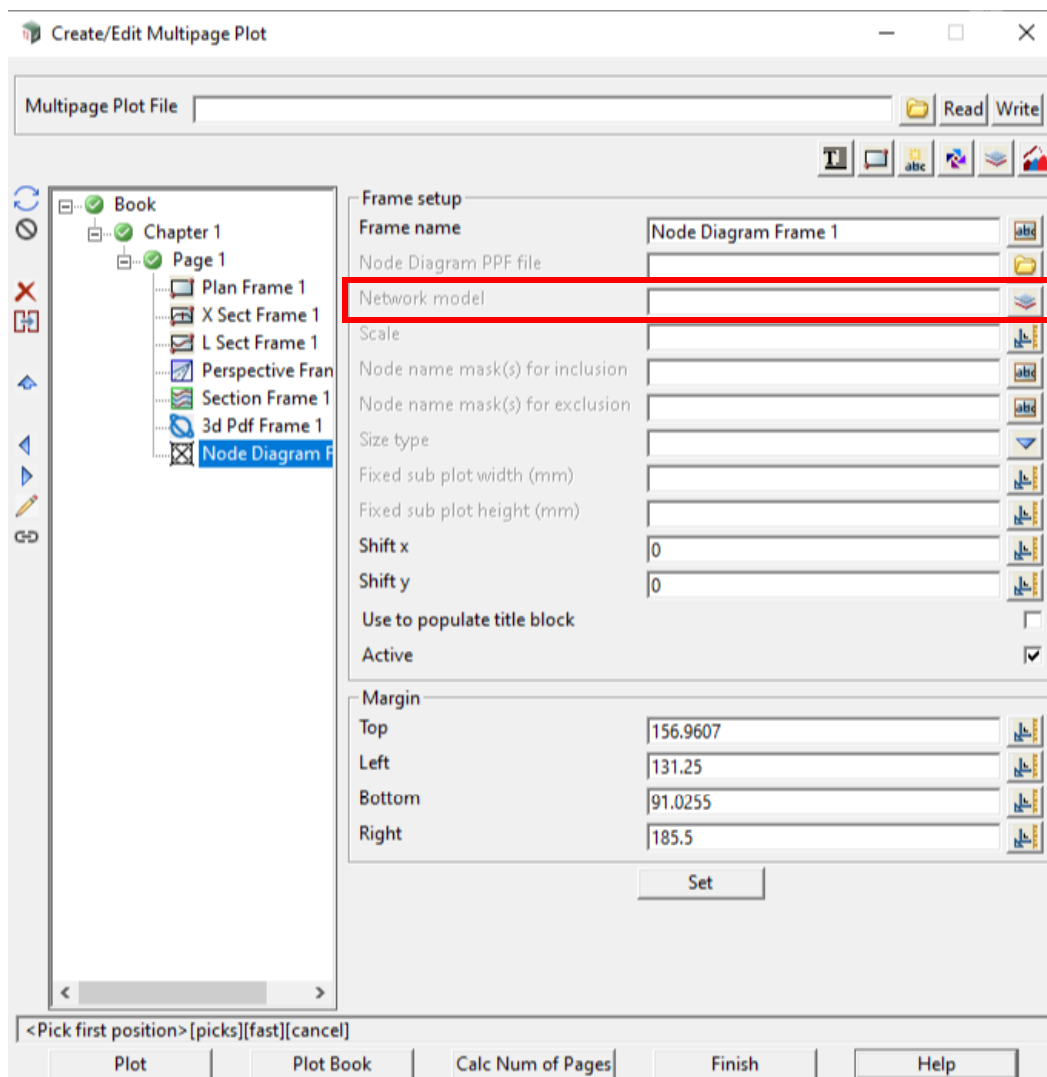 Create/Edit Multipage Plot
Multipage Plot File
Read
Write
T
abc
Book
Chapter 1
Page 1
Plan Frame 1
X Sect Frame 1
L Sect Frame 1
Perspective Fran
Section Frame 1
3d Pdf Frame 1
Node Diagram F
Frame setup
Frame name
Node Diagram Frame 1
abc
Node Diagram PPF file
Network model
Scale
Node name mask(s) for inclusion
abc
Node name mask(s) for exclusion
abc
Size type
Fixed sub plot width (mm)
Fixed sub plot height (mm)
Shift x
0
Shift y
0
Use to populate title block
Active
Margin
Top
156.9607
Left
131.25
Bottom
91.0255
Right
185.5
Set
<Pick first position>[picks][fast][cancel]
Plot
Plot Book
Calc Num of Pages
Finish
Help